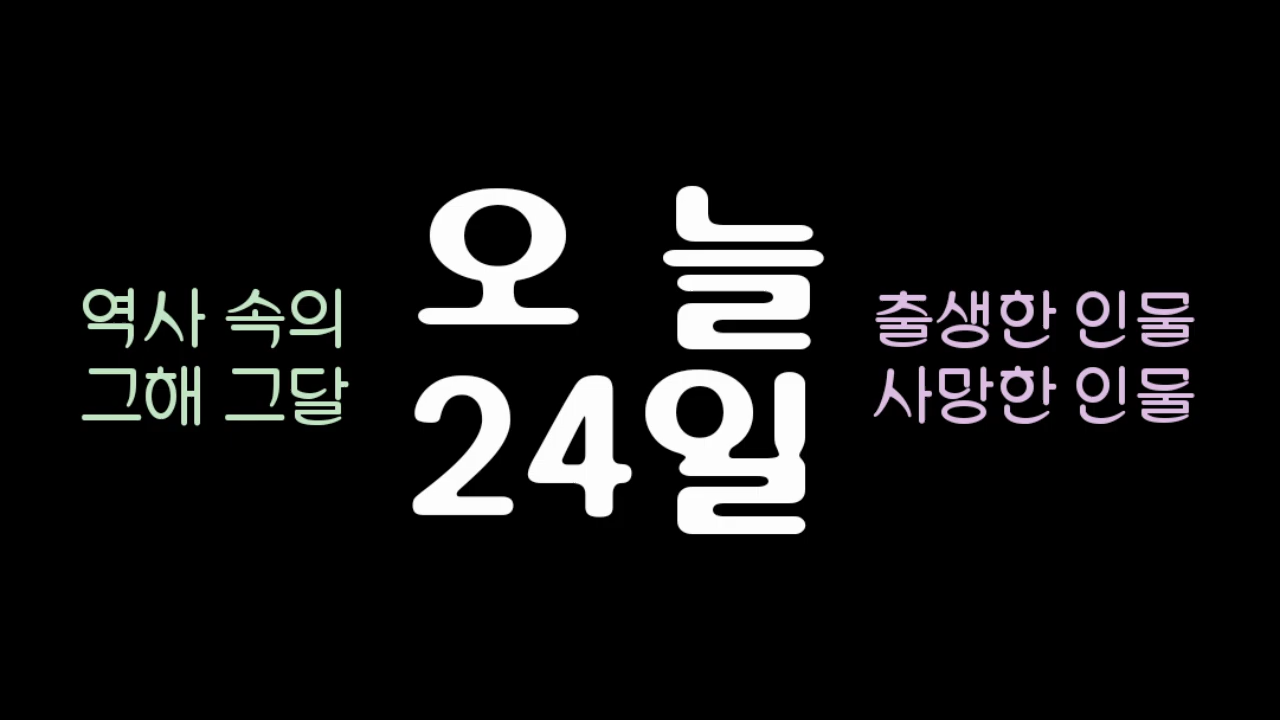 역사 속의
그해 그달
오 늘
24일
출생한 인물
사망한 인물